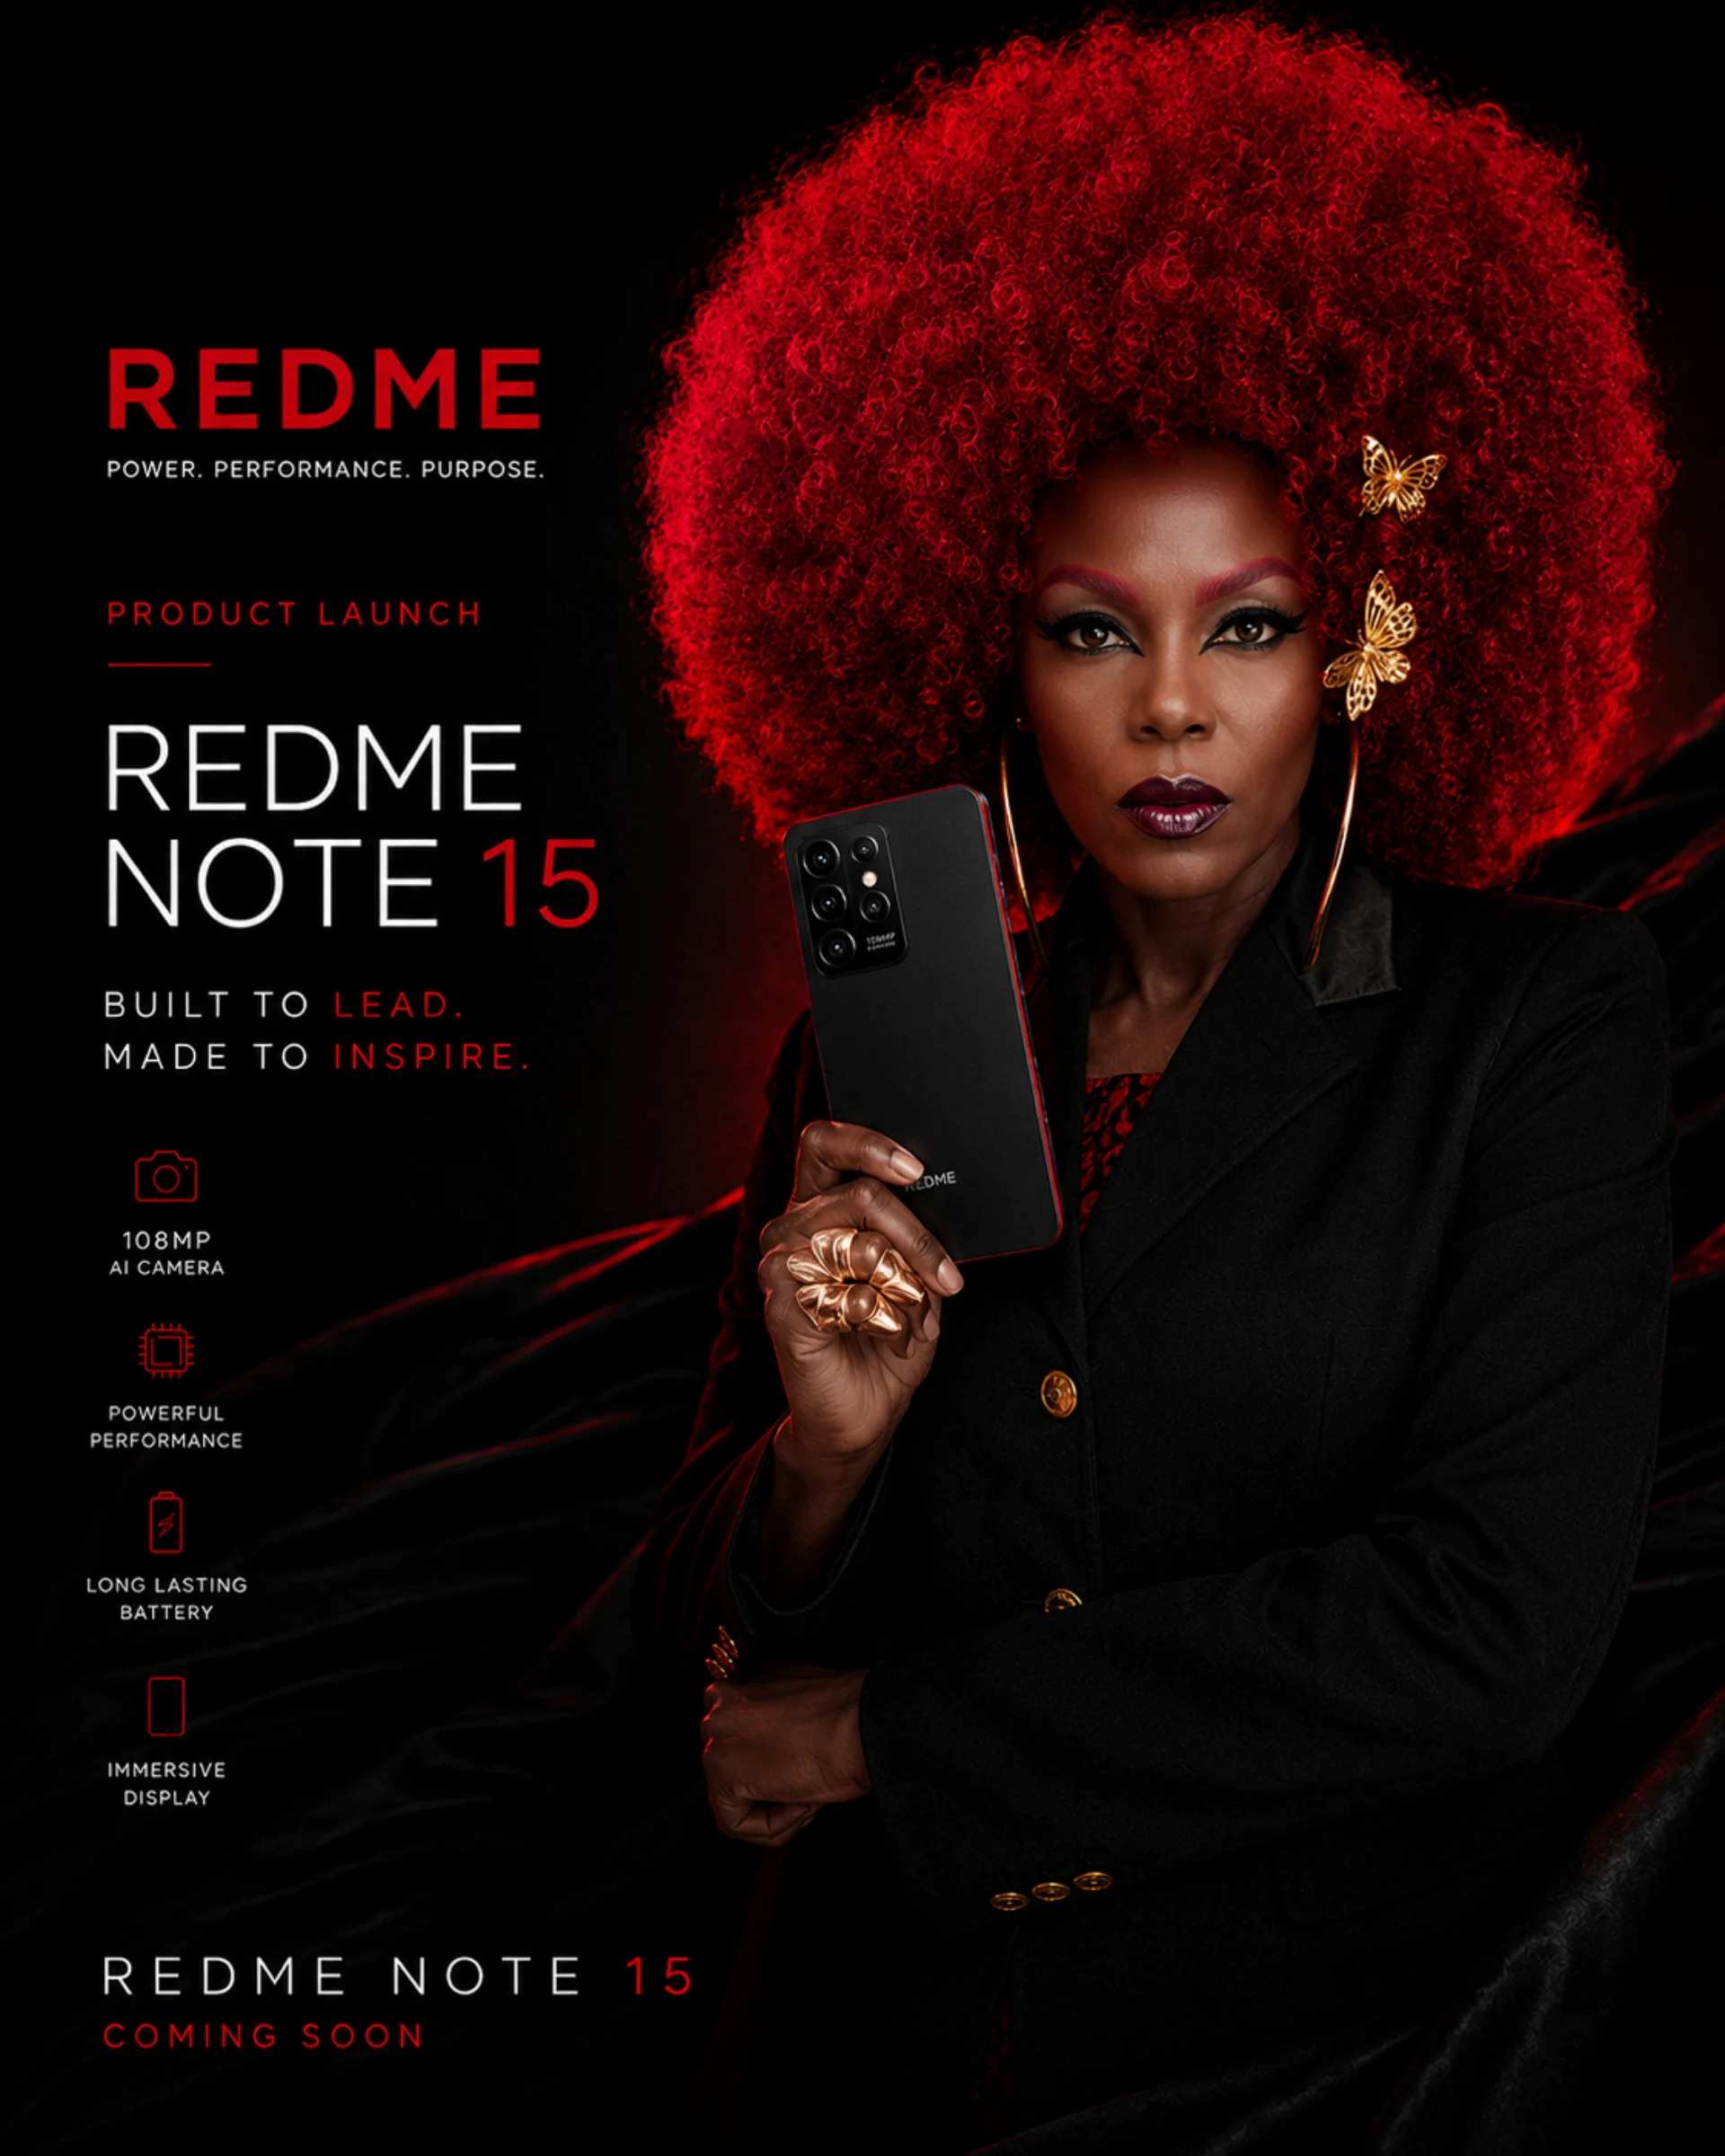 REDME
POWER. PERFORMANCE. PURPOSE.
PRODUCT LAUNCH
REDME
NOTE 15
BUILT TO LEAD.
MADE TO INSPIRE.
108MP
AI CAMERA
POWERFUL
PERFORMANCE
LONG LASTING
BATTERY
IMMERSIVE
DISPLAY
108MP
REDME
REDME NOTE 15
COMING SOON